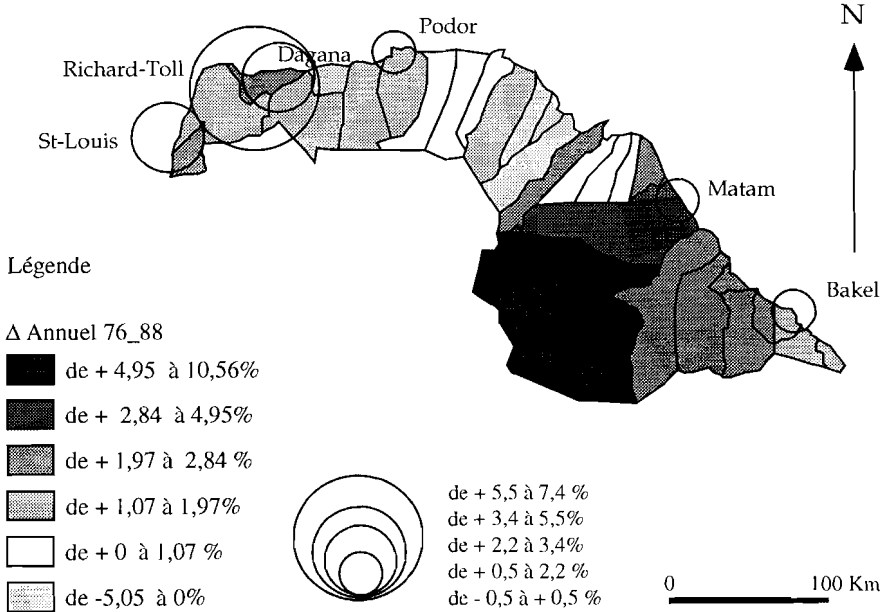 N
Podor
Dagana
Richard-Toll
St-Louis
Matam
Bakel
Légende
Δ Annuel 76_88
de + 4,95 à 10,56%
de + 2,84 à 4,95%
de + 1,97 à 2,84 %
de + 1,07 à 1,97%
de + 0 à 1,07 %
de -5,05 à 0%
de + 5,5 à 7,4 %
de + 3,4 à 5,5%
de + 2,2 à 3,4%
de + 0,5 à 2,2 %
de - 0,5 à + 0,5 %
0 100 Km